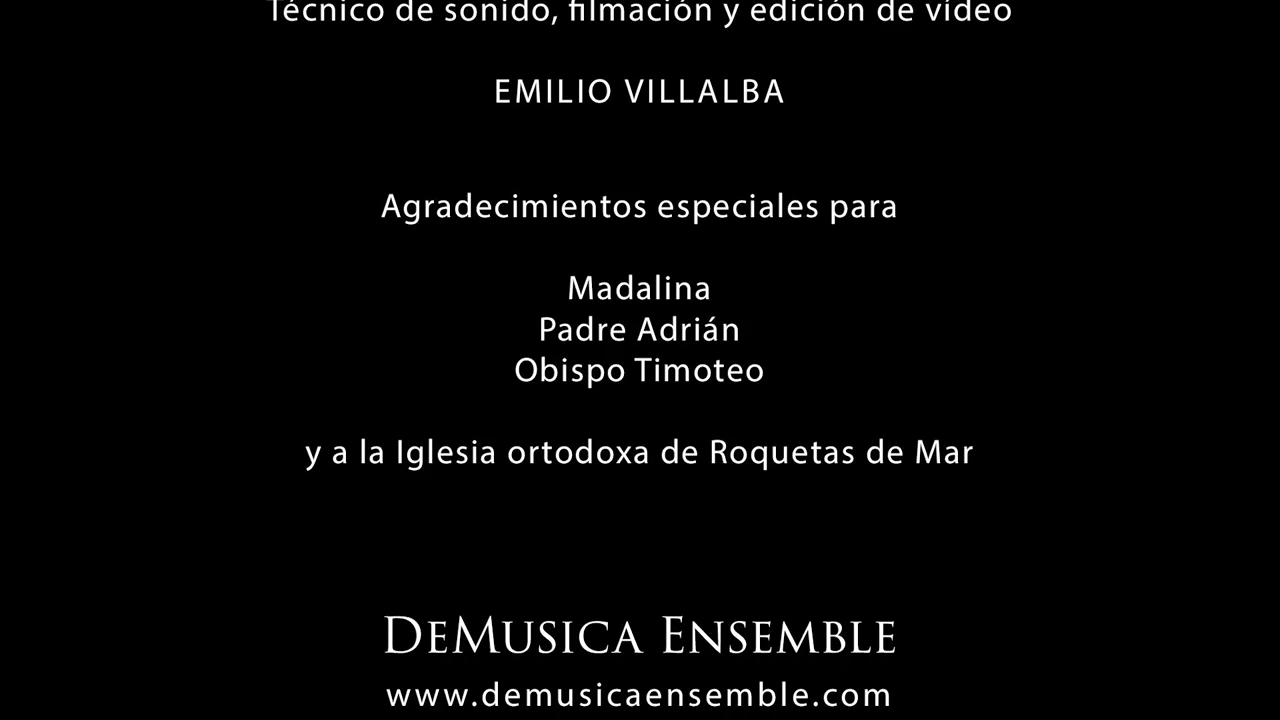 Técnico de sonido, filmación y edición de vídeo
EMILIO VILLALBA
Agradecimientos especiales para
Madalina
Padre Adrián
Obispo Timoteo
y a la Iglesia ortodoxa de Roquetas de Mar
DEMUSICA ENSEMBLE
www.demusicaensemble.com